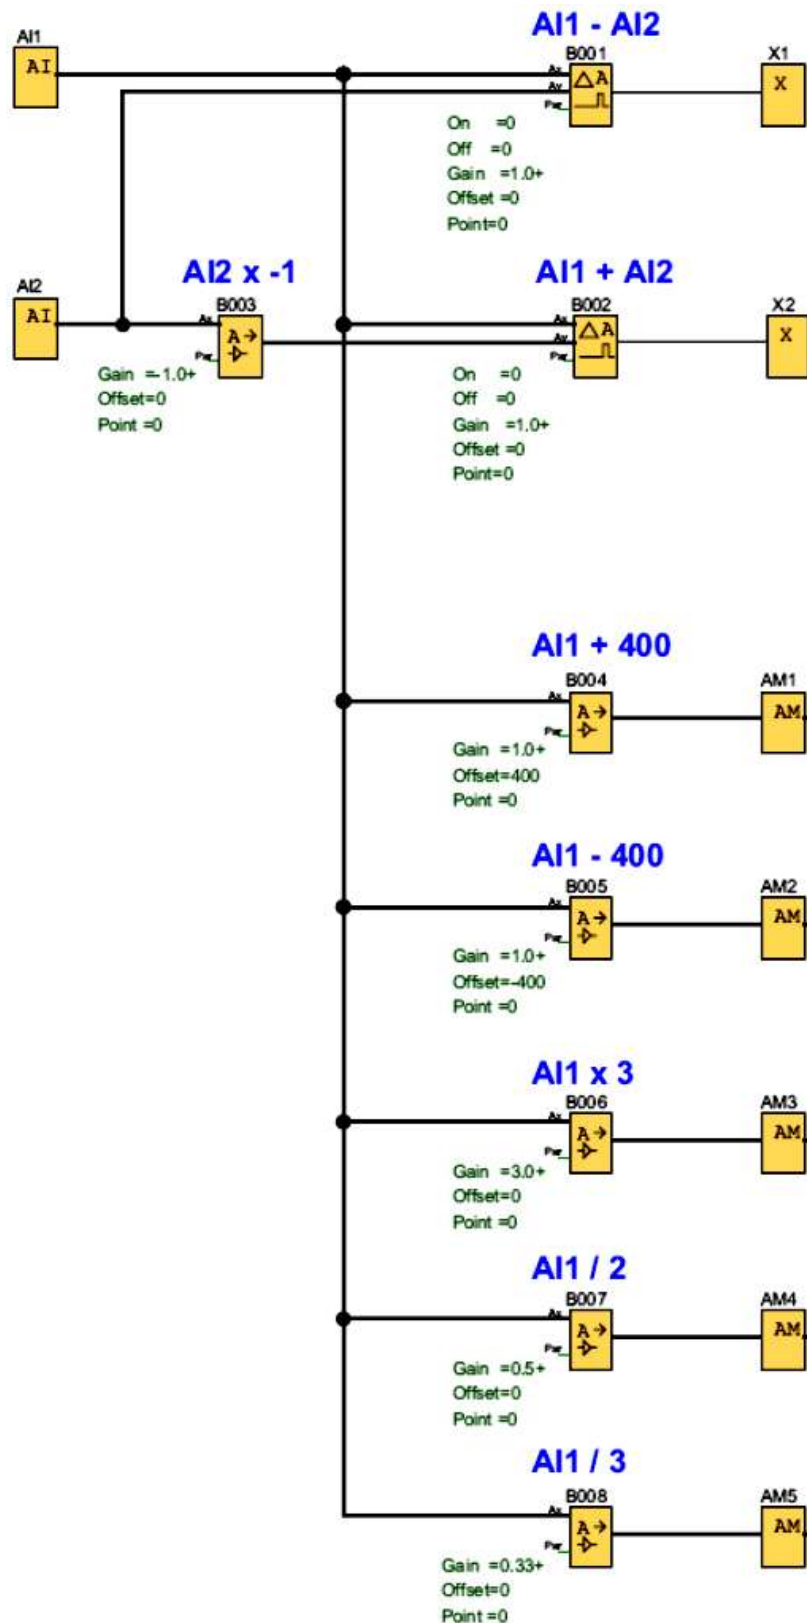 AI1 - AI2
AI1
B001
X1
AI
Ax
ΔA
X
Ay
Par
On =0
Off =0
Gain =1.0+
Offset =0
Point=0
AI2 x -1
AI1 + AI2
AI2
B003
B002
X2
AI
Ax
A→
Ax
ΔA
X
Ay
Par
Par
Gain =-1.0+
Offset=0
Point =0
On =0
Off =0
Gain =1.0+
Offset =0
Point=0
AI1 + 400
B004
AM1
Ax
A→
AM
Par
Gain =1.0+
Offset=400
Point =0
AI1 - 400
B005
AM2
Ax
A→
AM
Par
Gain =1.0+
Offset=-400
Point =0
AI1 x 3
B006
AM3
Ax
A→
AM
Par
Gain =3.0+
Offset=0
Point =0
AI1 / 2
B007
AM4
Ax
A→
AM
Par
Gain =0.5+
Offset=0
Point =0
AI1 / 3
B008
AM5
Ax
A→
AM
Par
Gain =0.33+
Offset=0
Point =0